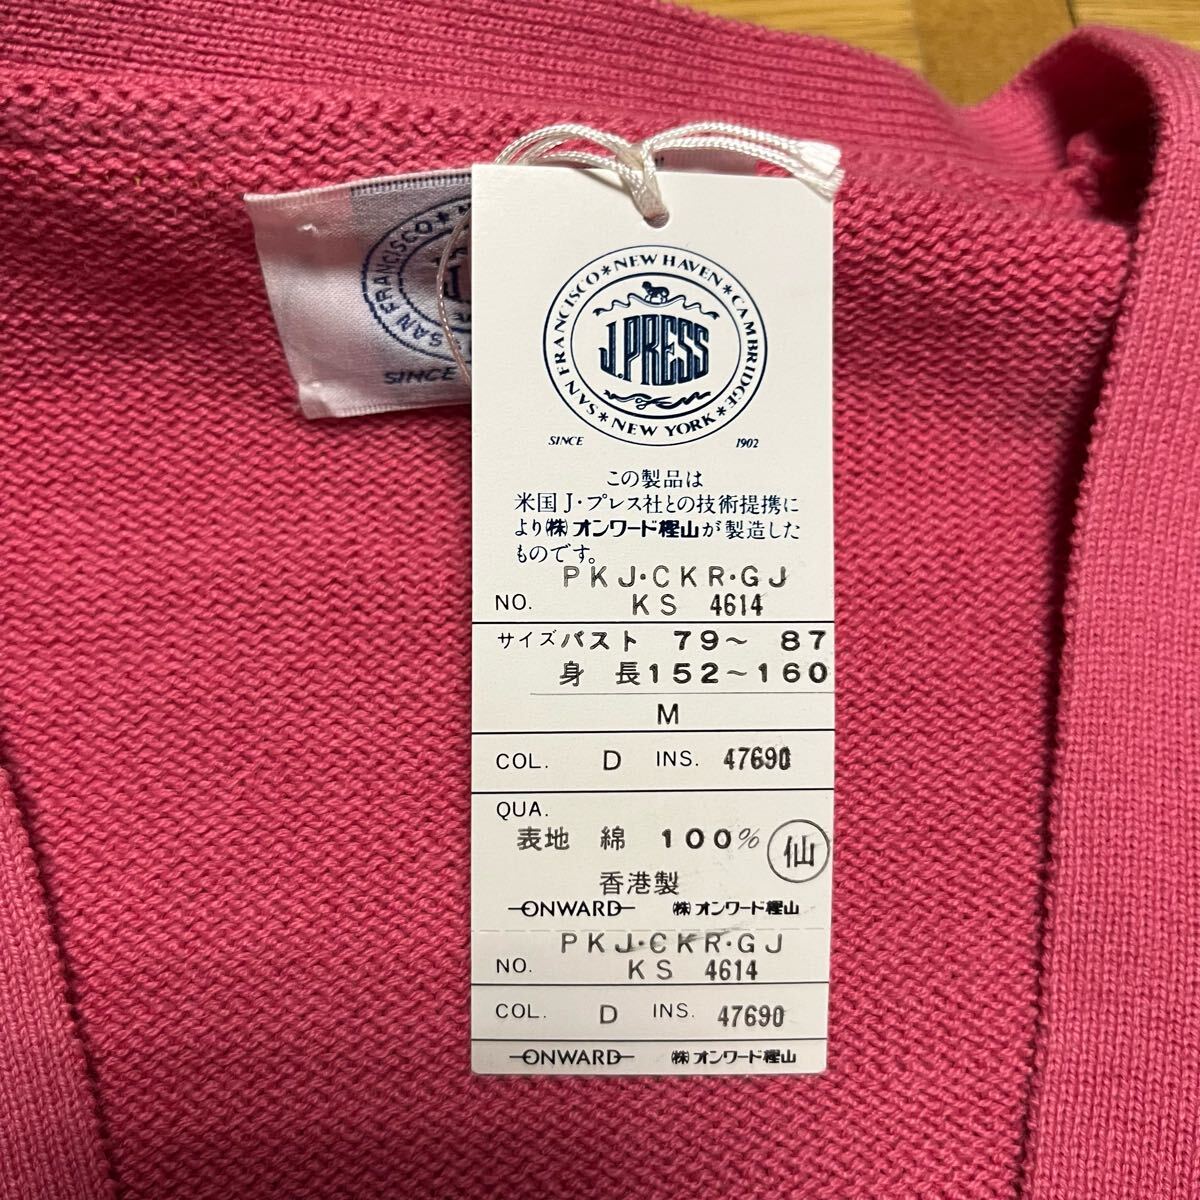 SAN FRANCISCO*N
SINCE
SAN FRANCISCO*NEW HAVEN*CAMBRIDGE*NEW YORK*
J.PRESS
SINCE 1902
この製品は
米国J・プレス社との技術提携に
より(株)オンワード樫山が製造した
ものです。
PKJ・CKR・GJ
NO. KS 4614
サイズ バスト 79~ 87
身 長152~160
M
COL. D INS. 47690
QUA.
表地 綿 100%
仙
香港製
ONWARD (株)オンワード樫山
PKJ・CKR・GJ
NO. KS 4614
COL. D INS. 47690
ONWARD (株)オンワード樫山